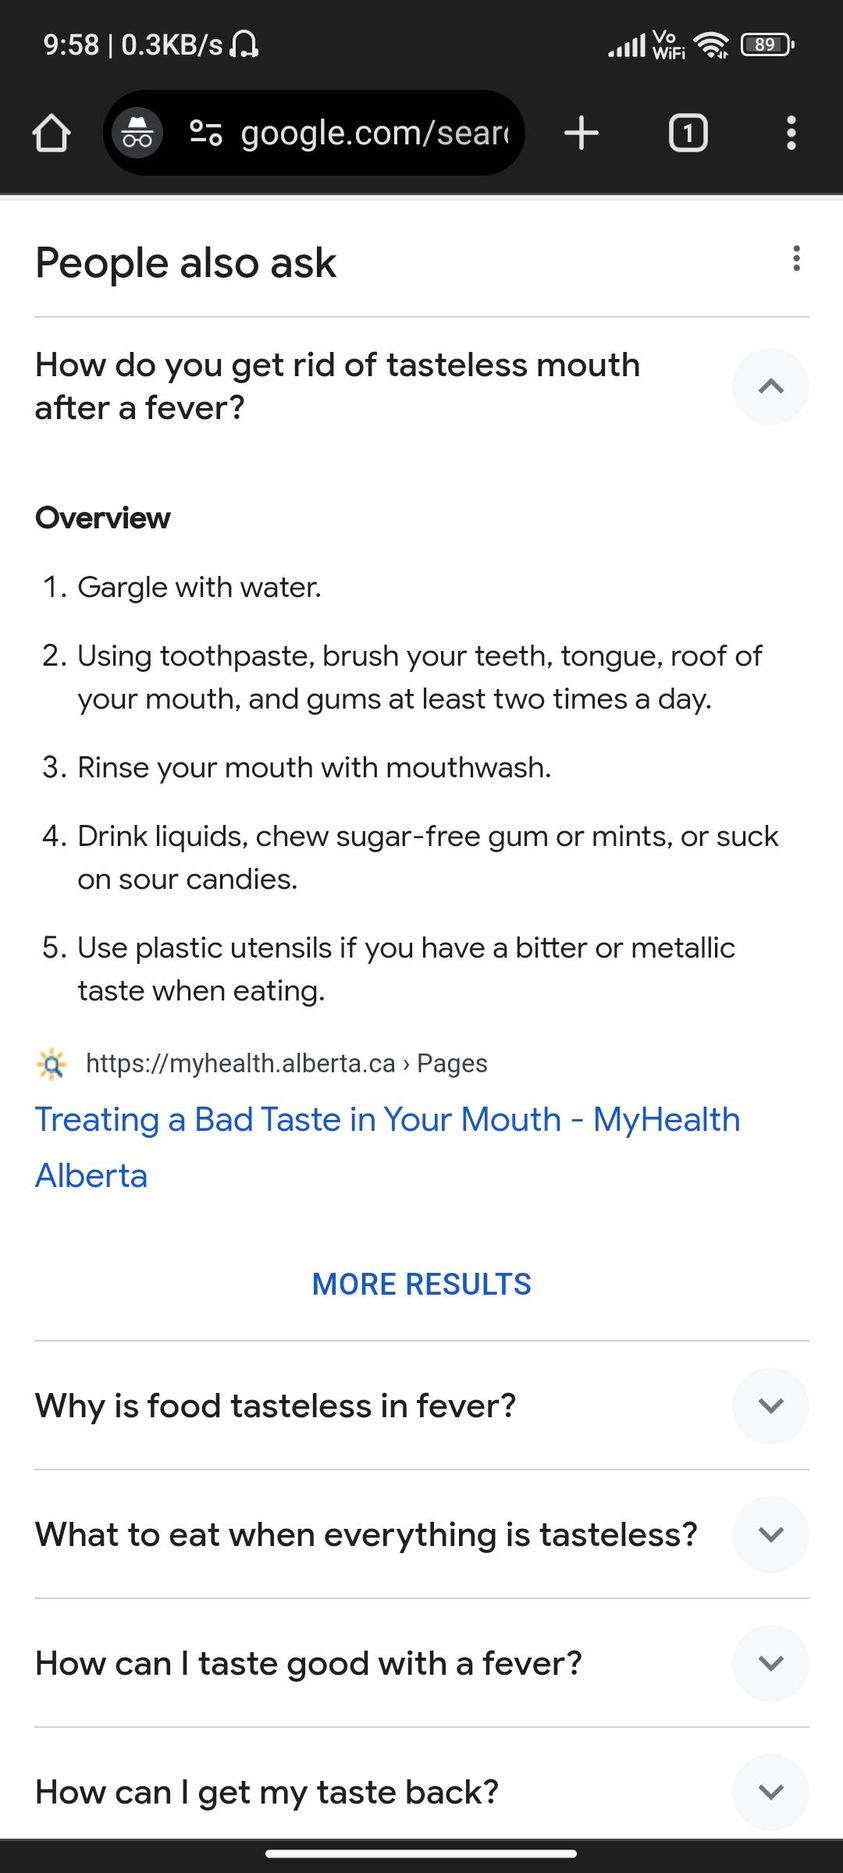 9:58 | 0.3KB/s
Vo
WiFi
89
google.com/sear
1
People also ask
How do you get rid of tasteless mouth
after a fever?
Overview
1. Gargle with water.
2. Using toothpaste, brush your teeth, tongue, roof of
your mouth, and gums at least two times a day.
3. Rinse your mouth with mouthwash.
4. Drink liquids, chew sugar-free gum or mints, or suck
on sour candies.
5. Use plastic utensils if you have a bitter or metallic
taste when eating.
https://myhealth.alberta.ca › Pages
Treating a Bad Taste in Your Mouth - MyHealth
Alberta
MORE RESULTS
Why is food tasteless in fever?
What to eat when everything is tasteless?
How can I taste good with a fever?
How can I get my taste back?